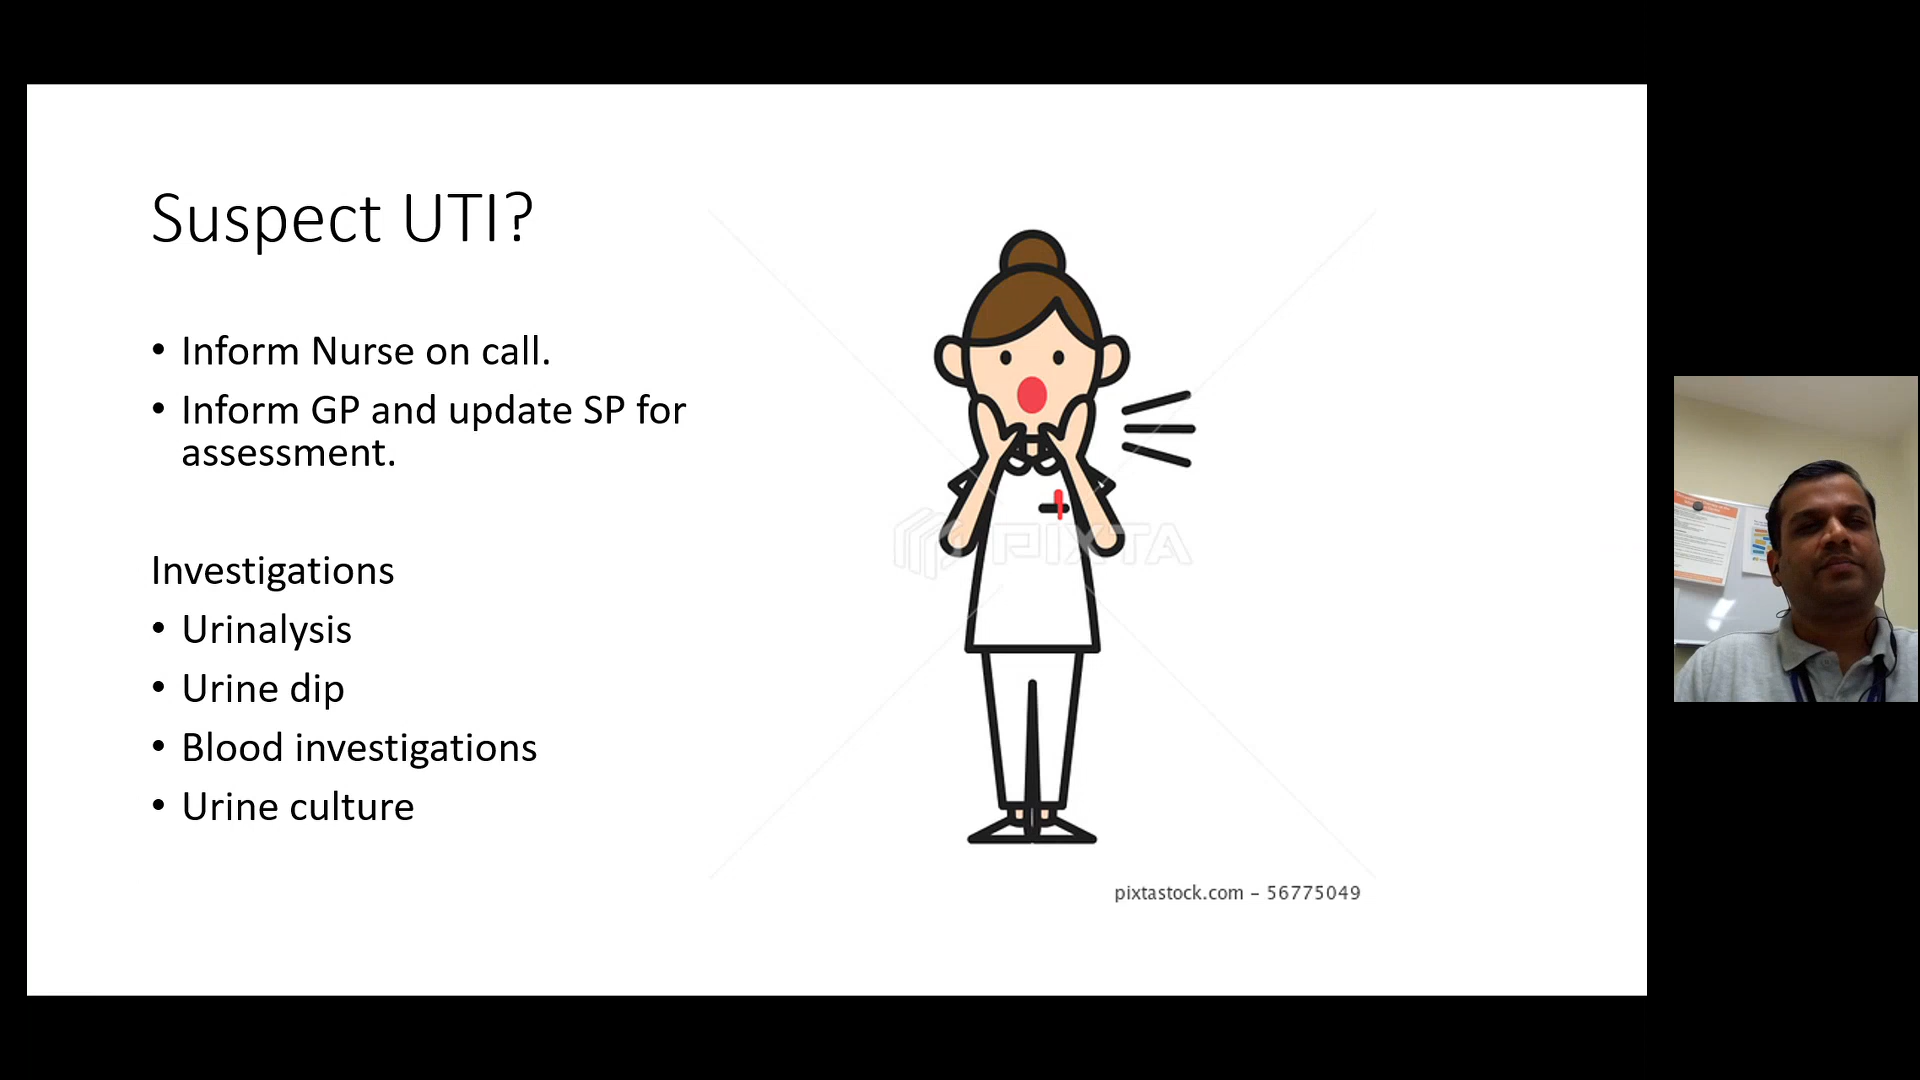 Suspect UTI?
• Inform Nurse on call.
• Inform GP and update SP for
assessment.
Investigations
• Urinalysis
• Urine dip
• Blood investigations
• Urine culture
PIXTA
pixtastock.com – 56775049